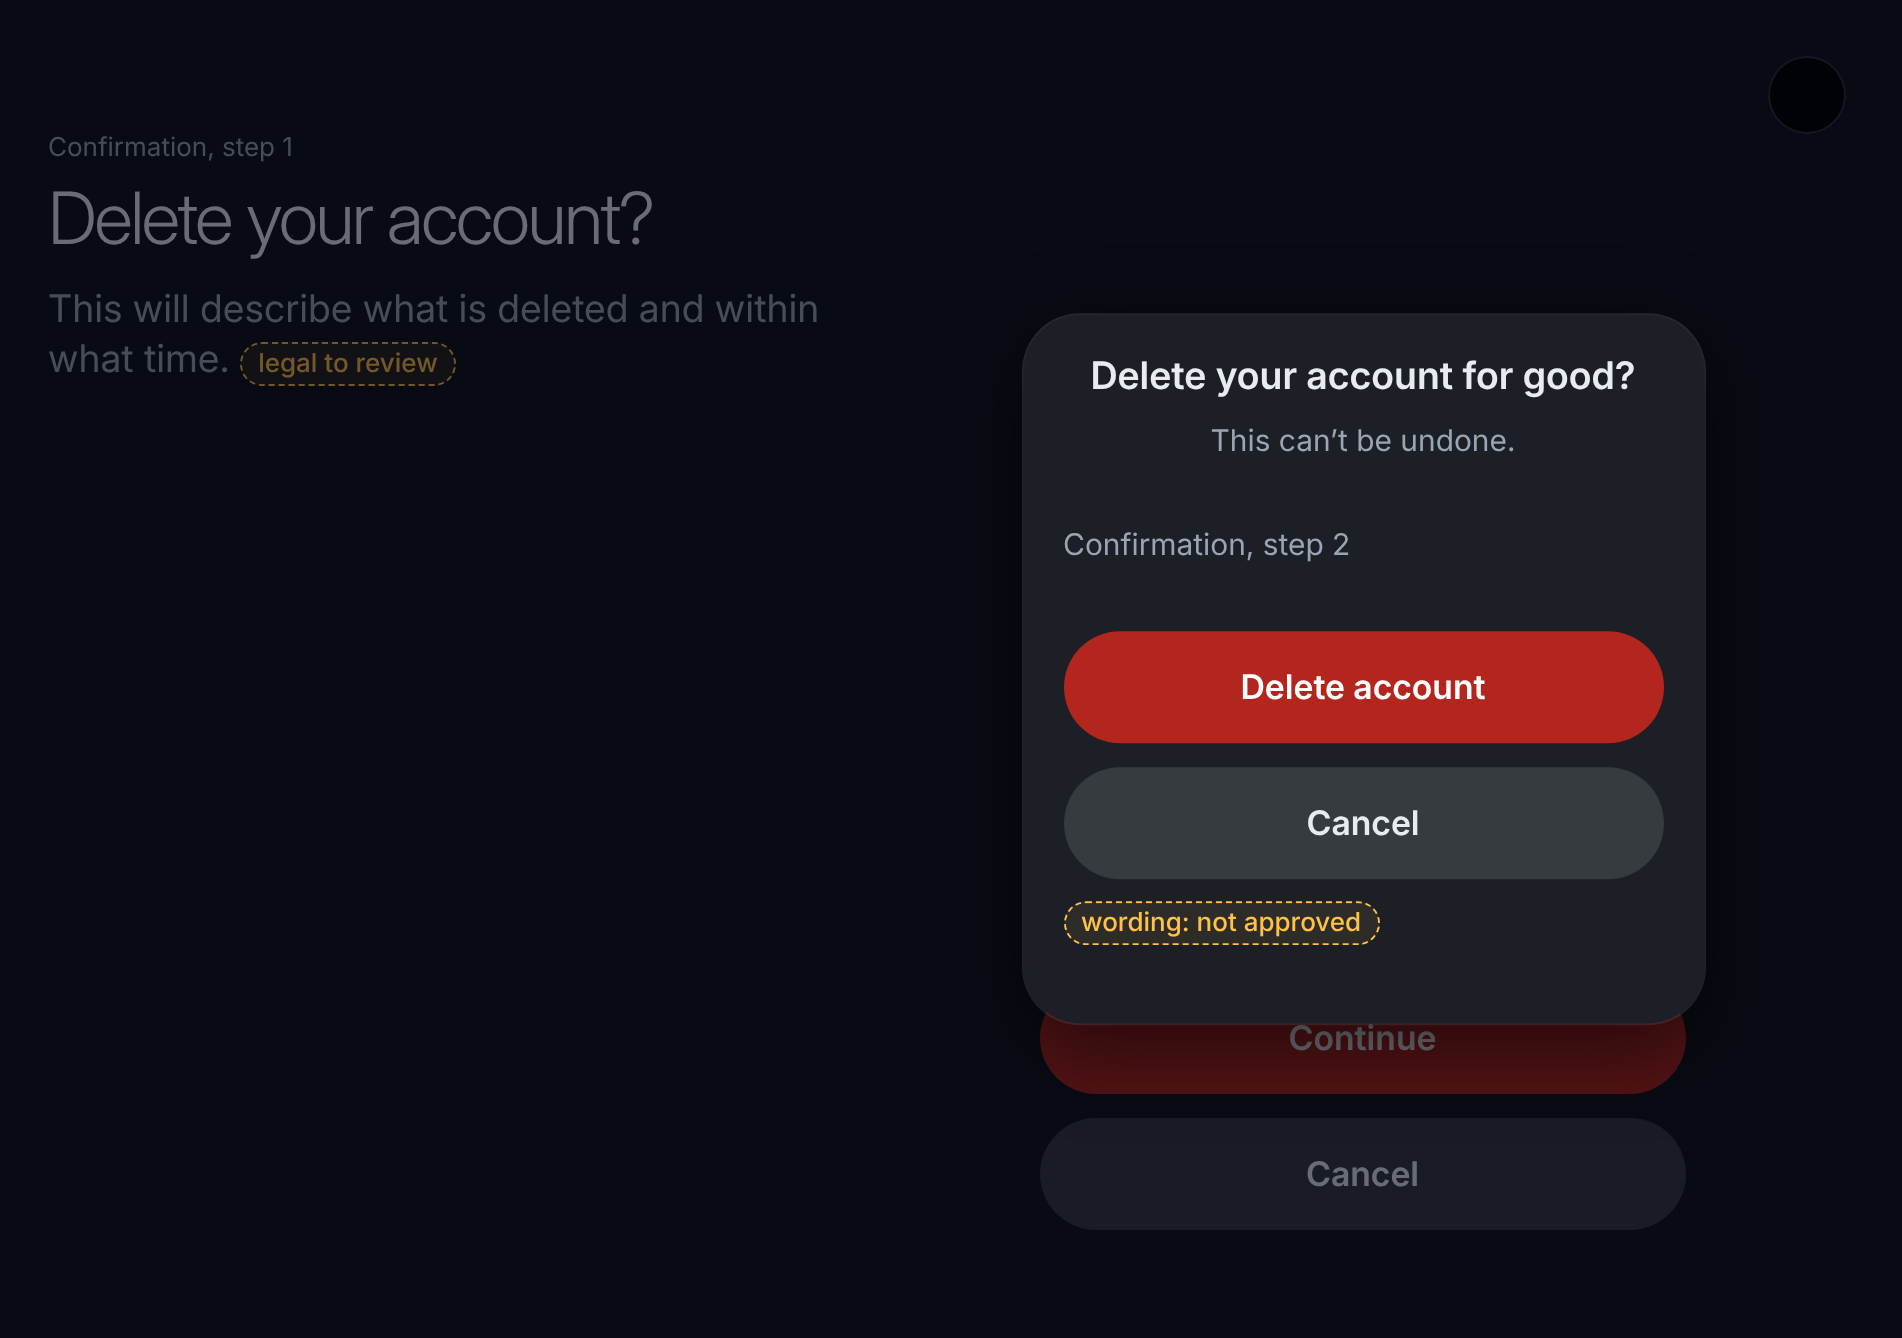 Confirmation, step 1
Delete your account?
This will describe what is deleted and within
what time. legal to review
Delete your account for good?
This can’t be undone.
Confirmation, step 2
Delete account
Cancel
wording: not approved
Continue
Cancel